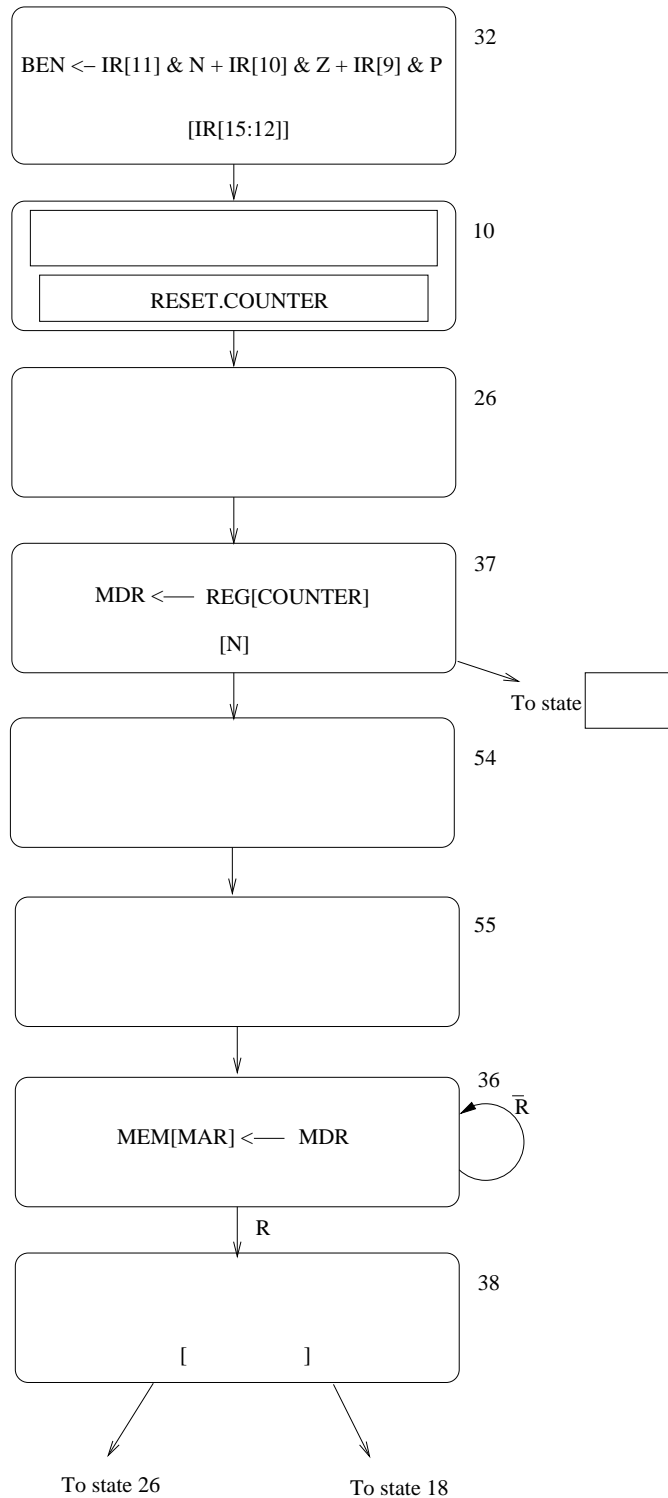 32
BEN <– IR[11] & N + IR[10] & Z + IR[9] & P
[IR[15:12]]
10
RESET.COUNTER
26
37
MDR <— REG[COUNTER]
[N]
To state
54
55
36
R̅
MEM[MAR] <— MDR
R
38
[ ]
To state 26
To state 18